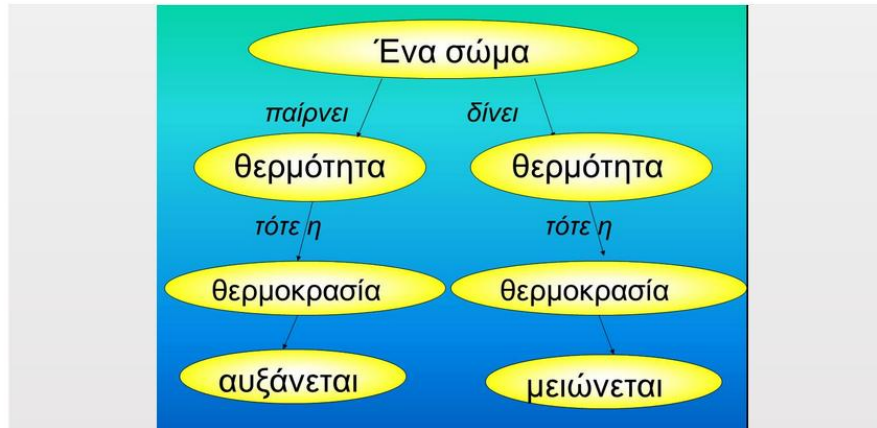 Ένα σώμα
παίρνει δίνει
θερμότητα θερμότητα
τότε η τότε η
θερμοκρασία θερμοκρασία
αυξάνεται μειώνεται